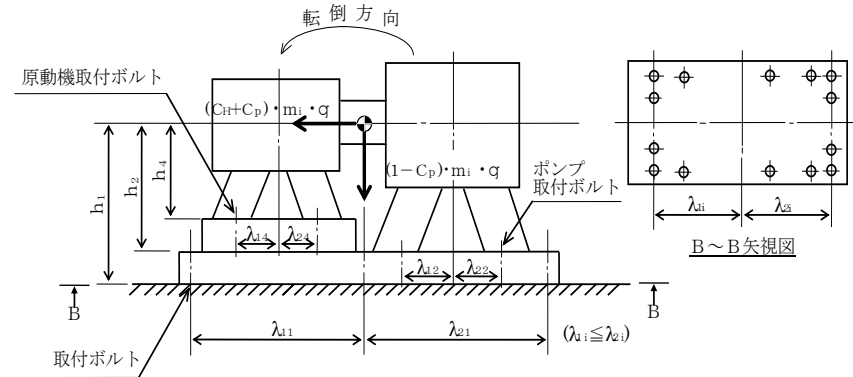 転倒方向
原動機取付ボルト
(CH+Cp)・mi・g
(1-Cp)・mi・g
ポンプ
取付ボルト
h1
h2
h4
λ14
λ24
λ12
λ22
B
B
λ11
λ21
(λ1i≦λ2i)
取付ボルト
λ1i
λ2i
B～B矢視図